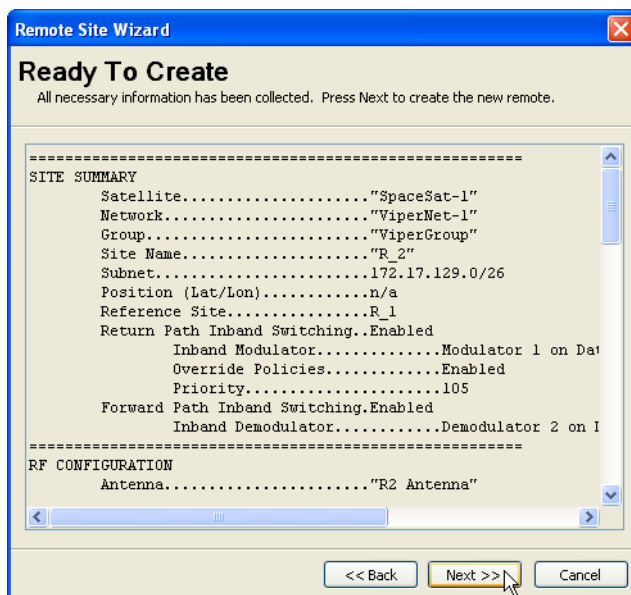 Remote Site Wizard
Ready To Create
All necessary information has been collected. Press Next to create the new remote.
=======================================================
SITE SUMMARY
Satellite....................."SpaceSat-1"
Network......................."ViperNet-1"
Group........................."ViperGroup"
Site Name....................."R_2"
Subnet........................172.17.129.0/26
Position (Lat/Lon)............n/a
Reference Site................R_1
Return Path Inband Switching..Enabled
Inband Modulator..............Modulator 1 on Dat
Override Policies.............Enabled
Priority......................105
Forward Path Inband Switching.Enabled
Inband Demodulator............Demodulator 2 on I
=======================================================
RF CONFIGURATION
Antenna......................."R2 Antenna"
<< Back
Next >>
Cancel